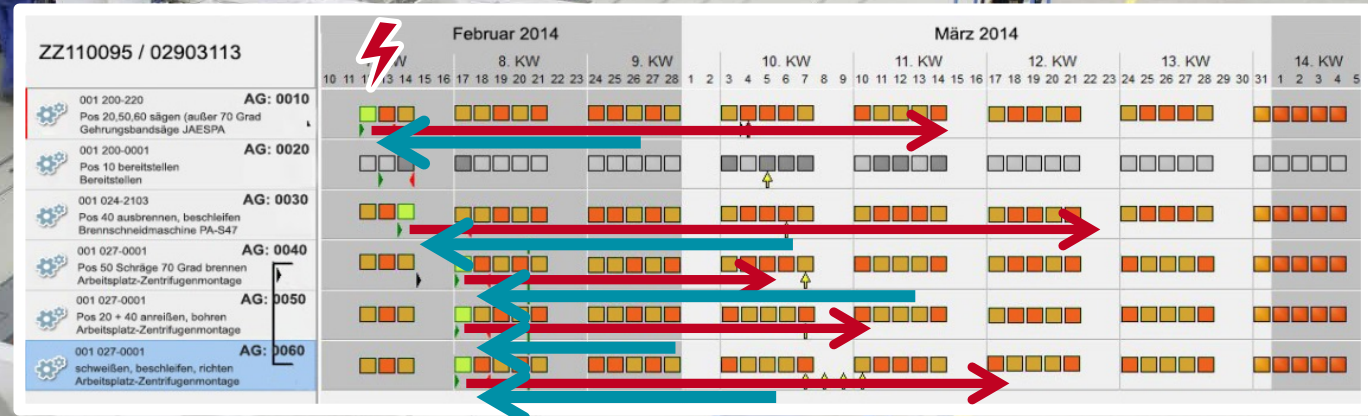 Februar 2014 März 2014
ZZ110095 / 02903113
8. KW 9. KW 10. KW 11. KW 12. KW 13. KW 14. KW
10 11 14 15 16 17 18 19 20 21 22 23 24 25 26 27 28 1 2 3 4 5 6 7 8 9 10 11 12 13 14 15 16 17 18 19 20 21 22 23 24 25 26 27 28 29 30 31 1 2 3 4 5
001 200-220 AG: 0010
Pos 20,50,60 sägen (außer 70 Grad
Gehrungsbandsäge JAESPA
001 200-0001 AG: 0020
Pos 10 bereitstellen
Bereitstellen
001 024-2103 AG: 0030
Pos 40 ausbrennen, beschleifen
Brennschneidmaschine PA-S47
001 027-0001 AG: 0040
Pos 50 Schräge 70 Grad brennen
Arbeitsplatz-Zentrifugenmontage
001 027-0001 AG: 0050
Pos 20 + 40 anreißen, bohren
Arbeitsplatz-Zentrifugenmontage
001 027-0001 AG: 0060
schweißen, beschleifen, richten
Arbeitsplatz-Zentrifugenmontage